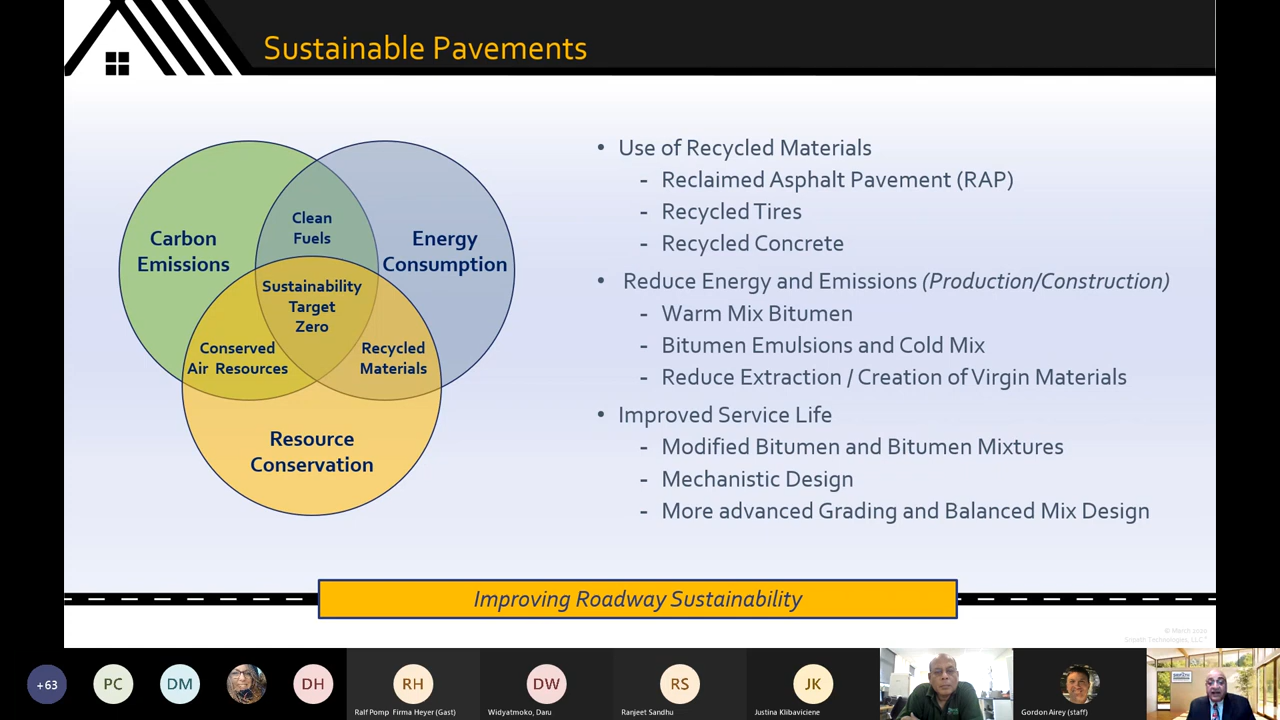 Sustainable Pavements
Carbon
Emissions
Clean
Fuels
Energy
Consumption
Sustainability
Target
Zero
Conserved
Air Resources
Recycled
Materials
Resource
Conservation
• Use of Recycled Materials
- Reclaimed Asphalt Pavement (RAP)
- Recycled Tires
- Recycled Concrete
• Reduce Energy and Emissions (Production/Construction)
- Warm Mix Bitumen
- Bitumen Emulsions and Cold Mix
- Reduce Extraction / Creation of Virgin Materials
• Improved Service Life
- Modified Bitumen and Bitumen Mixtures
- Mechanistic Design
- More advanced Grading and Balanced Mix Design
Improving Roadway Sustainability
+63
PC
DM
DH
RH
DW
RS
JK
Ralf Pomp Firma Heyer (Gast)
Widyatmoko, Daru
Ranjeet Sandhu
Justina Klibaviciene
Gordon Airey (staff)